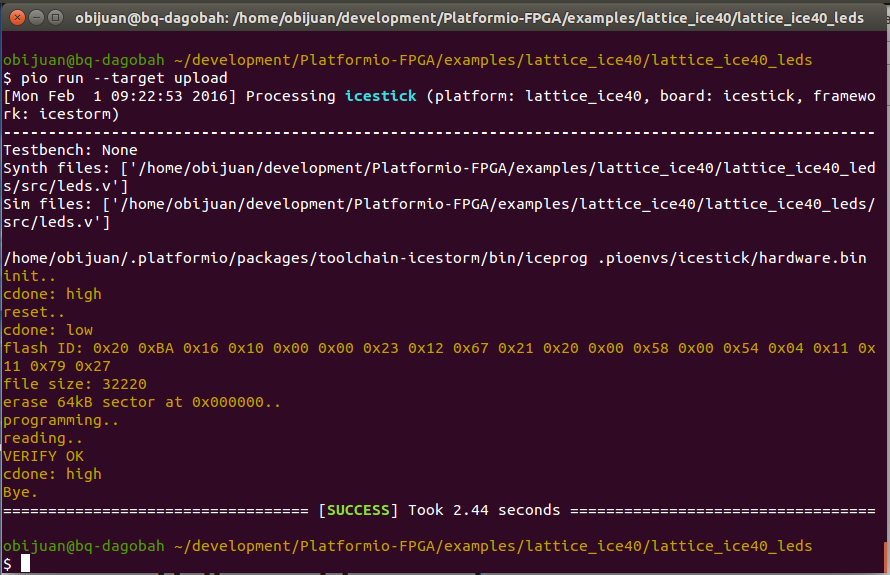 obijuan@bq-dagobah: /home/obijuan/development/Platformio-FPGA/examples/lattice_ice40/lattice_ice40_leds
obijuan@bq-dagobah ~/development/Platformio-FPGA/examples/lattice_ice40/lattice_ice40_leds
$ pio run --target upload
[Mon Feb  1 09:22:53 2016] Processing icestick (platform: lattice_ice40, board: icestick, framewo
rk: icestorm)
-------------------------------------------------------------------------------------------------
Testbench: None
Synth files: ['/home/obijuan/development/Platformio-FPGA/examples/lattice_ice40/lattice_ice40_led
s/src/leds.v']
Sim files: ['/home/obijuan/development/Platformio-FPGA/examples/lattice_ice40/lattice_ice40_leds/
src/leds.v']
/home/obijuan/.platformio/packages/toolchain-icestorm/bin/iceprog .pioenvs/icestick/hardware.bin
init..
cdone: high
reset..
cdone: low
flash ID: 0x20 0xBA 0x16 0x10 0x00 0x00 0x23 0x12 0x67 0x21 0x20 0x00 0x58 0x00 0x54 0x04 0x11 0x
11 0x79 0x27
file size: 32220
erase 64kB sector at 0x000000..
programming..
reading..
VERIFY OK
cdone: high
Bye.
================================== [SUCCESS] Took 2.44 seconds ==================================
obijuan@bq-dagobah ~/development/Platformio-FPGA/examples/lattice_ice40/lattice_ice40_leds
$